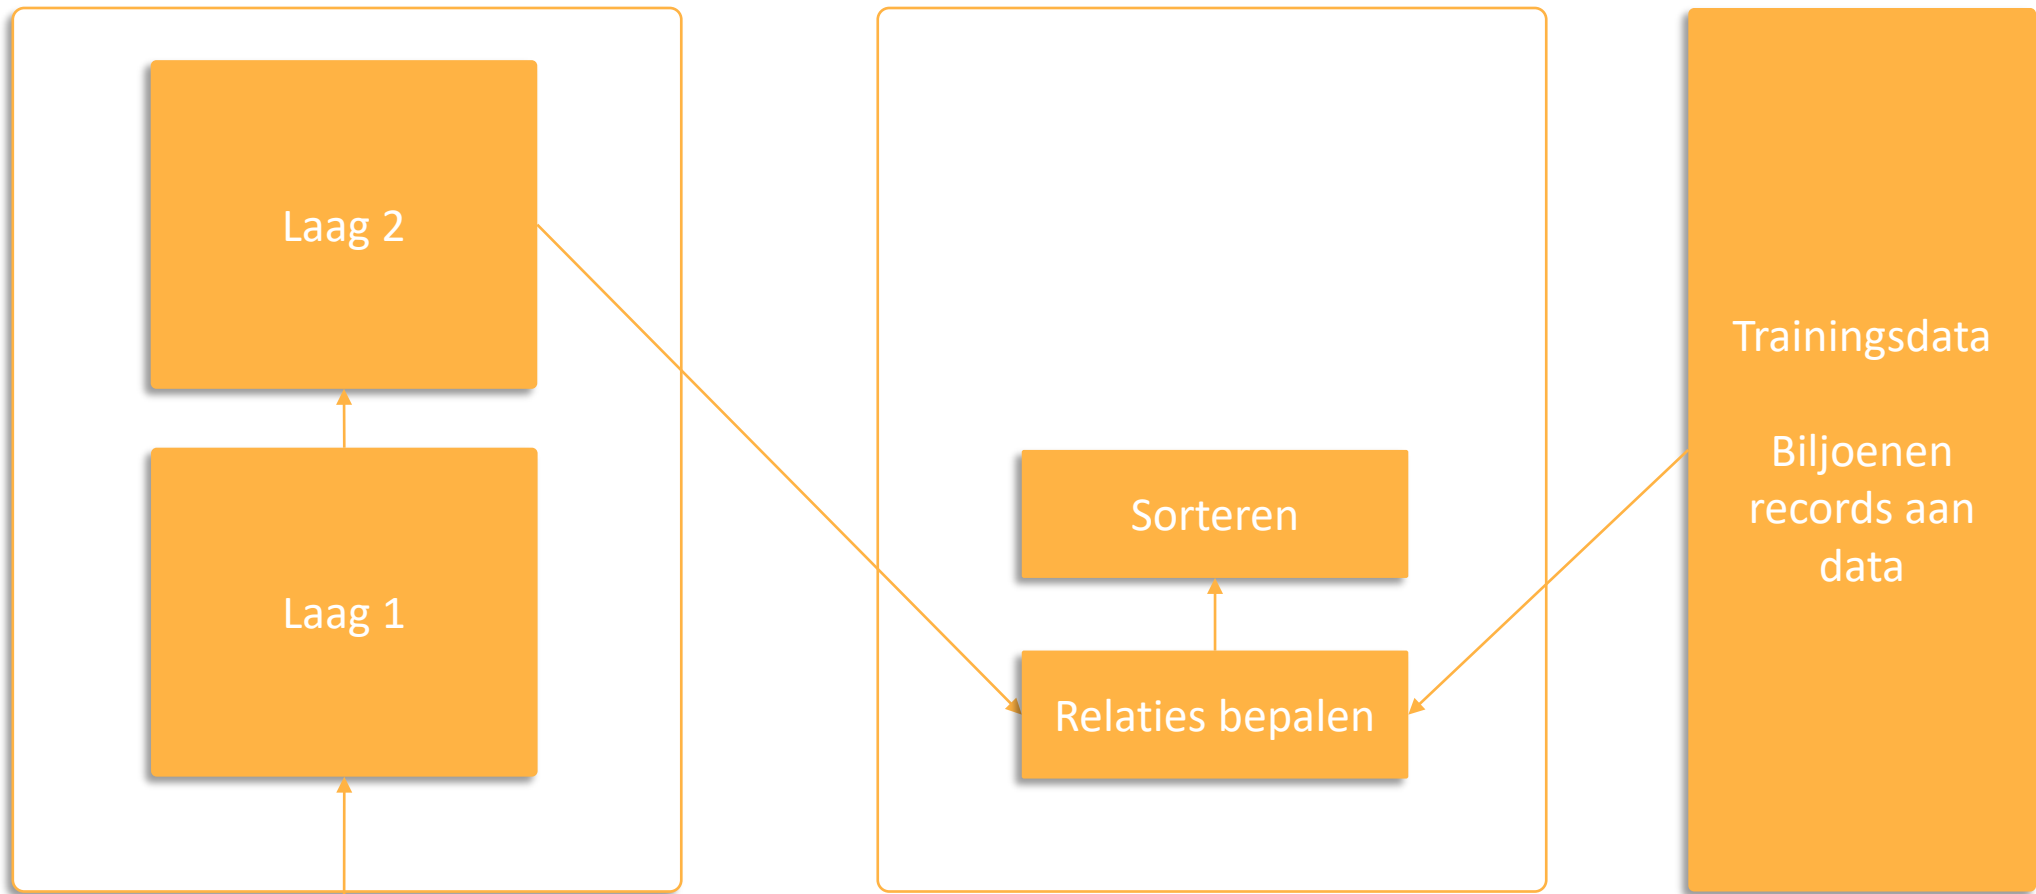 Laag 2
Laag 1
Sorteren
Relaties bepalen
Trainingsdata
Biljoenen
records aan
data